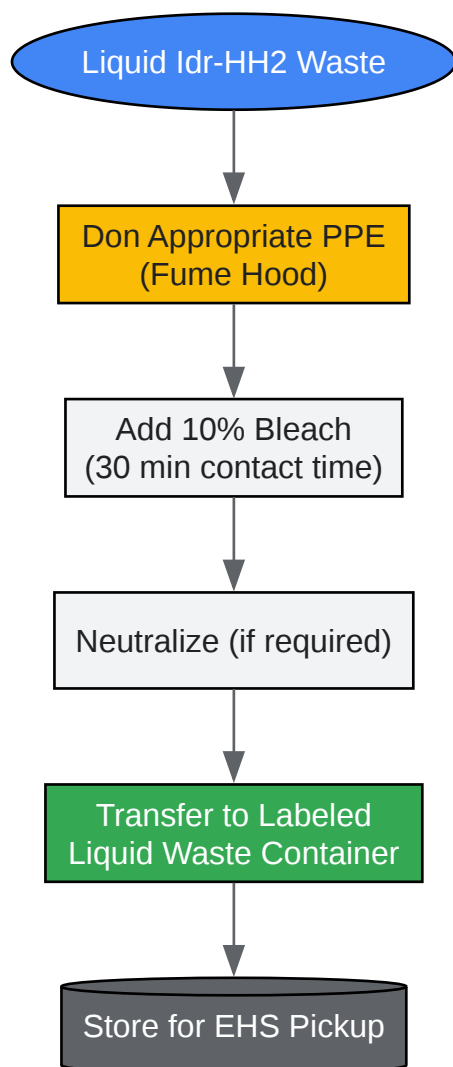 Liquid Idr-HH2 Waste
Don Appropriate PPE
(Fume Hood)
Add 10% Bleach
(30 min contact time)
Neutralize (if required)
Transfer to Labeled
Liquid Waste Container
Store for EHS Pickup